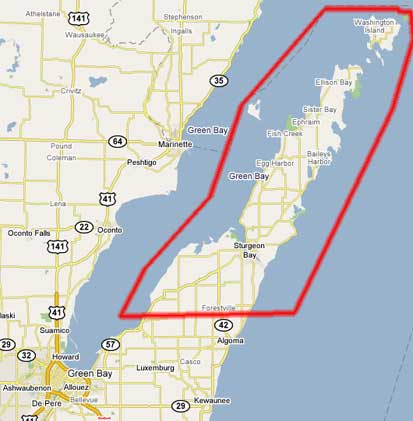 Athelstane
141
Stephenson
Ingalls
Wausaukee
Washington
Island
35
Crivitz
Ellison Bay
Sister Bay
Ephraim
Green Bay
Fish Creek
64
Marinette
Pound
Coleman
Baileys
Harbor
Egg Harbor
Peshtigo
Green Bay
41
Lena
22
Oconto
Oconto Falls
141
Sturgeon
Bay
Forestville
41
laski
Suamico
42
57
Algoma
29
32
Howard
Casco
Green Bay
Luxemburg
Ashwaubenon
Allouez
De Pere
Bellevue
29
Kewaunee
41